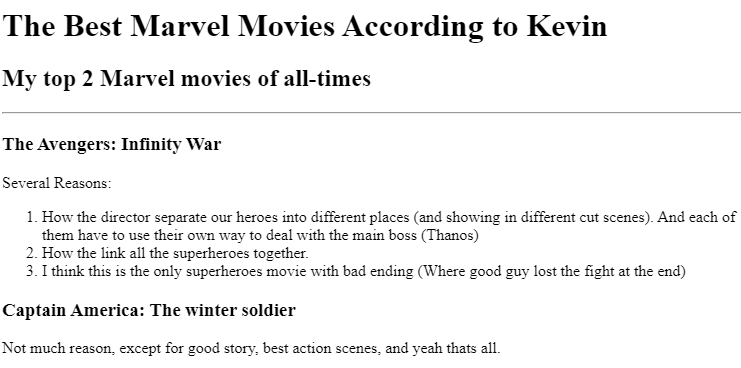 The Best Marvel Movies According to Kevin
My top 2 Marvel movies of all-times
The Avengers: Infinity War
Several Reasons:
1. How the director separate our heroes into different places (and showing in different cut scenes). And each of
them have to use their own way to deal with the main boss (Thanos)
2. How the link all the superheroes together.
3. I think this is the only superheroes movie with bad ending (Where good guy lost the fight at the end)
Captain America: The winter soldier
Not much reason, except for good story, best action scenes, and yeah thats all.